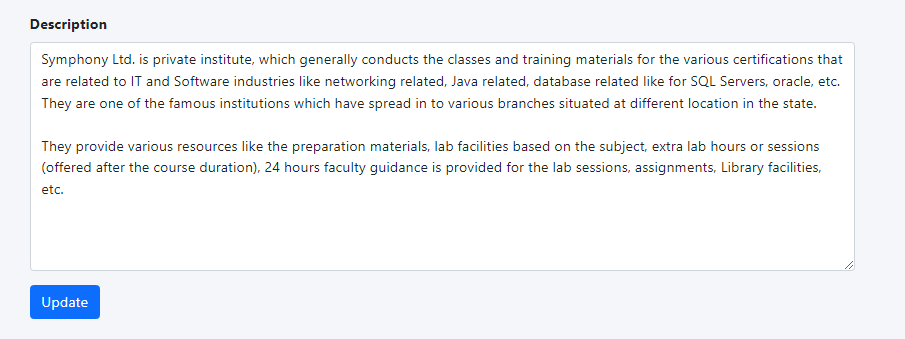 Description
Symphony Ltd. is private institute, which generally conducts the classes and training materials for the various certifications that
are related to IT and Software industries like networking related, Java related, database related like for SQL Servers, oracle, etc.
They are one of the famous institutions which have spread in to various branches situated at different location in the state.
They provide various resources like the preparation materials, lab facilities based on the subject, extra lab hours or sessions
(offered after the course duration), 24 hours faculty guidance is provided for the lab sessions, assignments, Library facilities,
etc.
Update